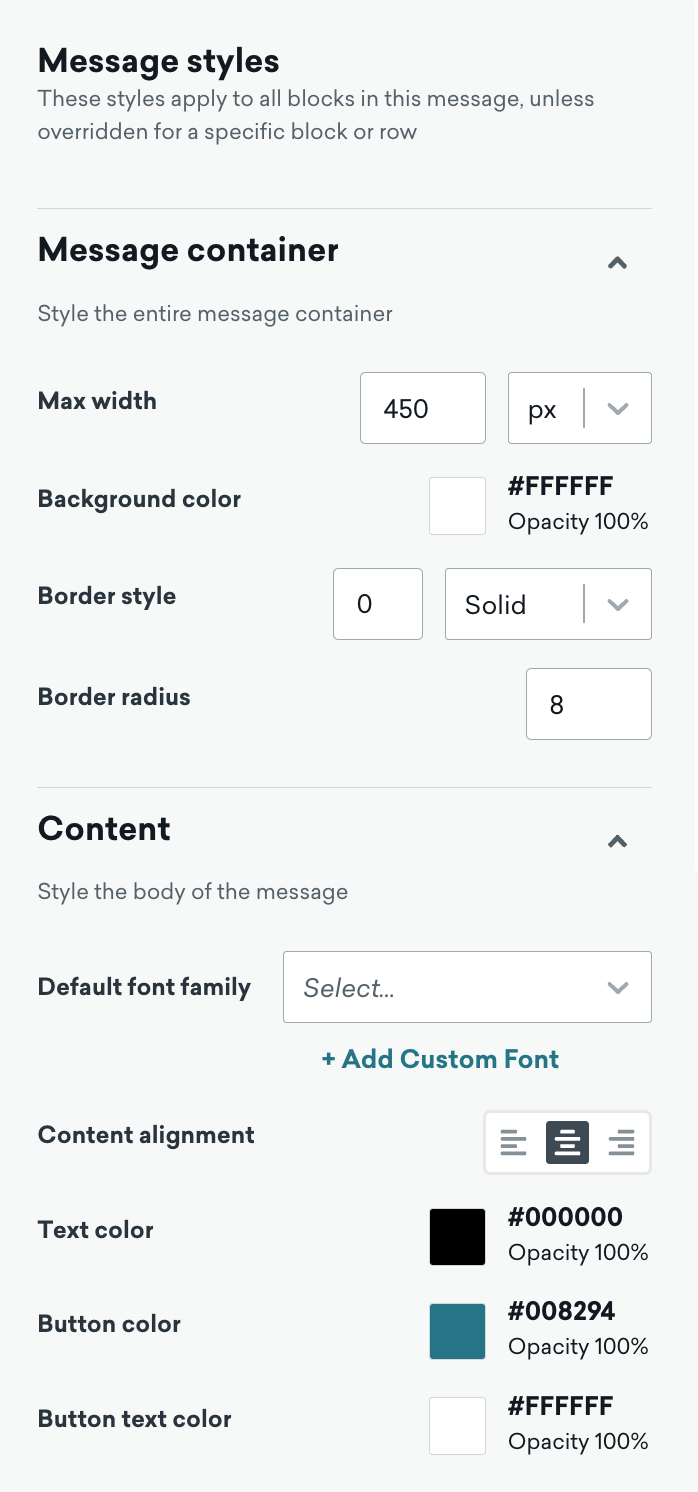 Message styles
These styles apply to all blocks in this message, unless
overridden for a specific block or row
Message container
Style the entire message container
Max width 450 px
Background color #FFFFFF
Opacity 100%
Border style 0 Solid
Border radius 8
Content
Style the body of the message
Default font family Select...
+ Add Custom Font
Content alignment
Text color #000000
Opacity 100%
Button color #008294
Opacity 100%
Button text color #FFFFFF
Opacity 100%